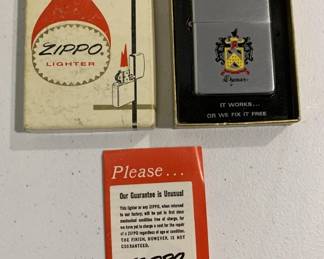 ZIPPO
LIGHTER
Thomas
IT WORKS...
OR WE FIX IT FREE
Please...
Our Guarantee is Unusual
This lighter or any ZIPPO, when returned
to our factory, will be put in first class
mechanical condition free of charge, for
we have yet to charge a cent for the repair
of a ZIPPO regardless of age or condition.
THE FINISH, HOWEVER, IS NOT
GUARANTEED.
ZIPPO